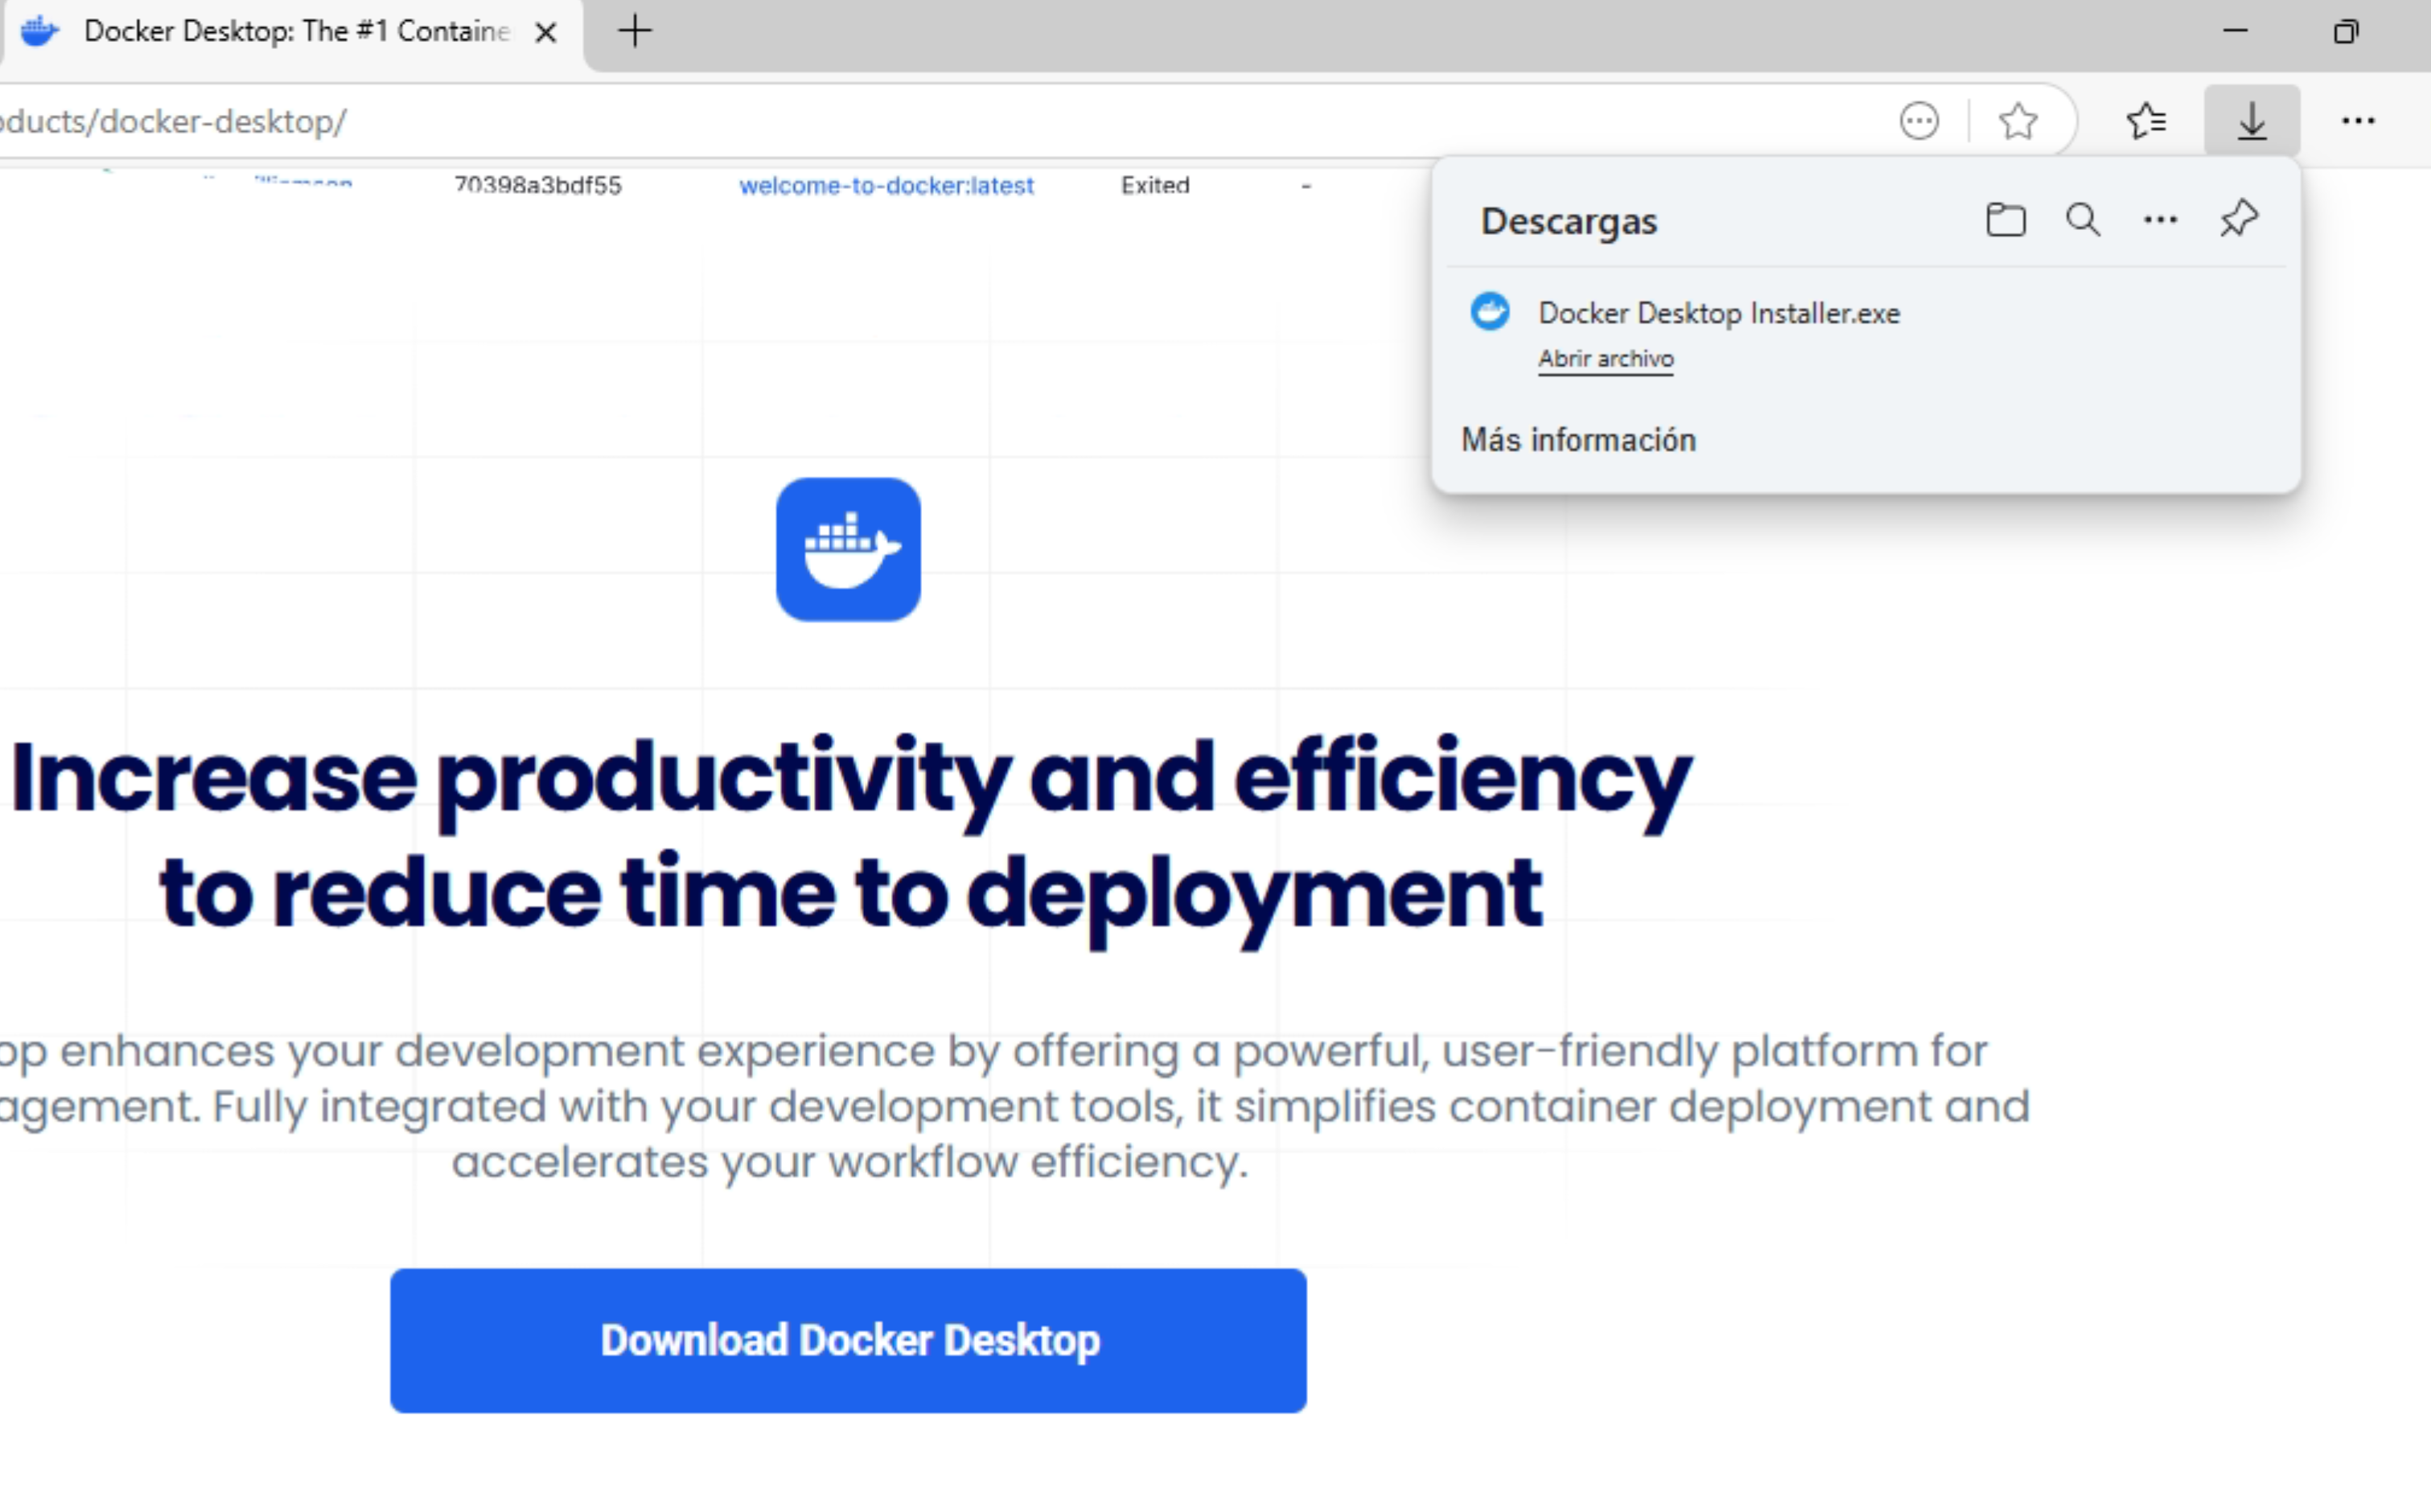 Docker Desktop: The #1 Containe
oducts/docker-desktop/
70398a3bdf55 welcome-to-docker:latest Exited -
Descargas
Docker Desktop Installer.exe
Abrir archivo
Más información
Increase productivity and efficiency
to reduce time to deployment
op enhances your development experience by offering a powerful, user-friendly platform for
agement. Fully integrated with your development tools, it simplifies container deployment and
accelerates your workflow efficiency.
Download Docker Desktop